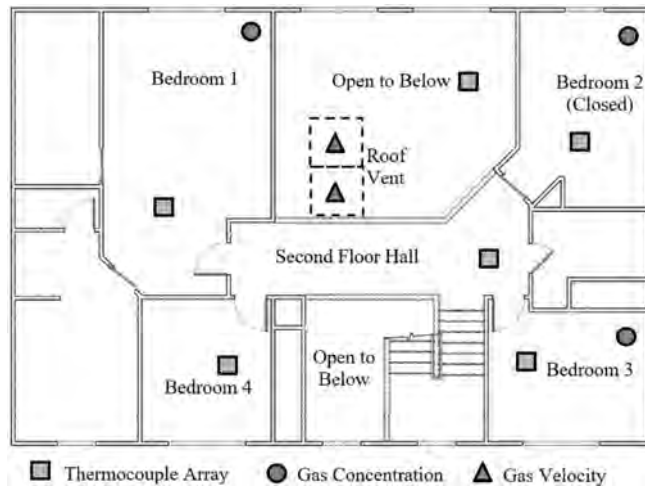 Bedroom 1
Open to Below
Bedroom 2
(Closed)
Roof
Vent
Second Floor Hall
Open to
Below
Bedroom 4
Bedroom 3
Thermocouple Array
Gas Concentration
Gas Velocity